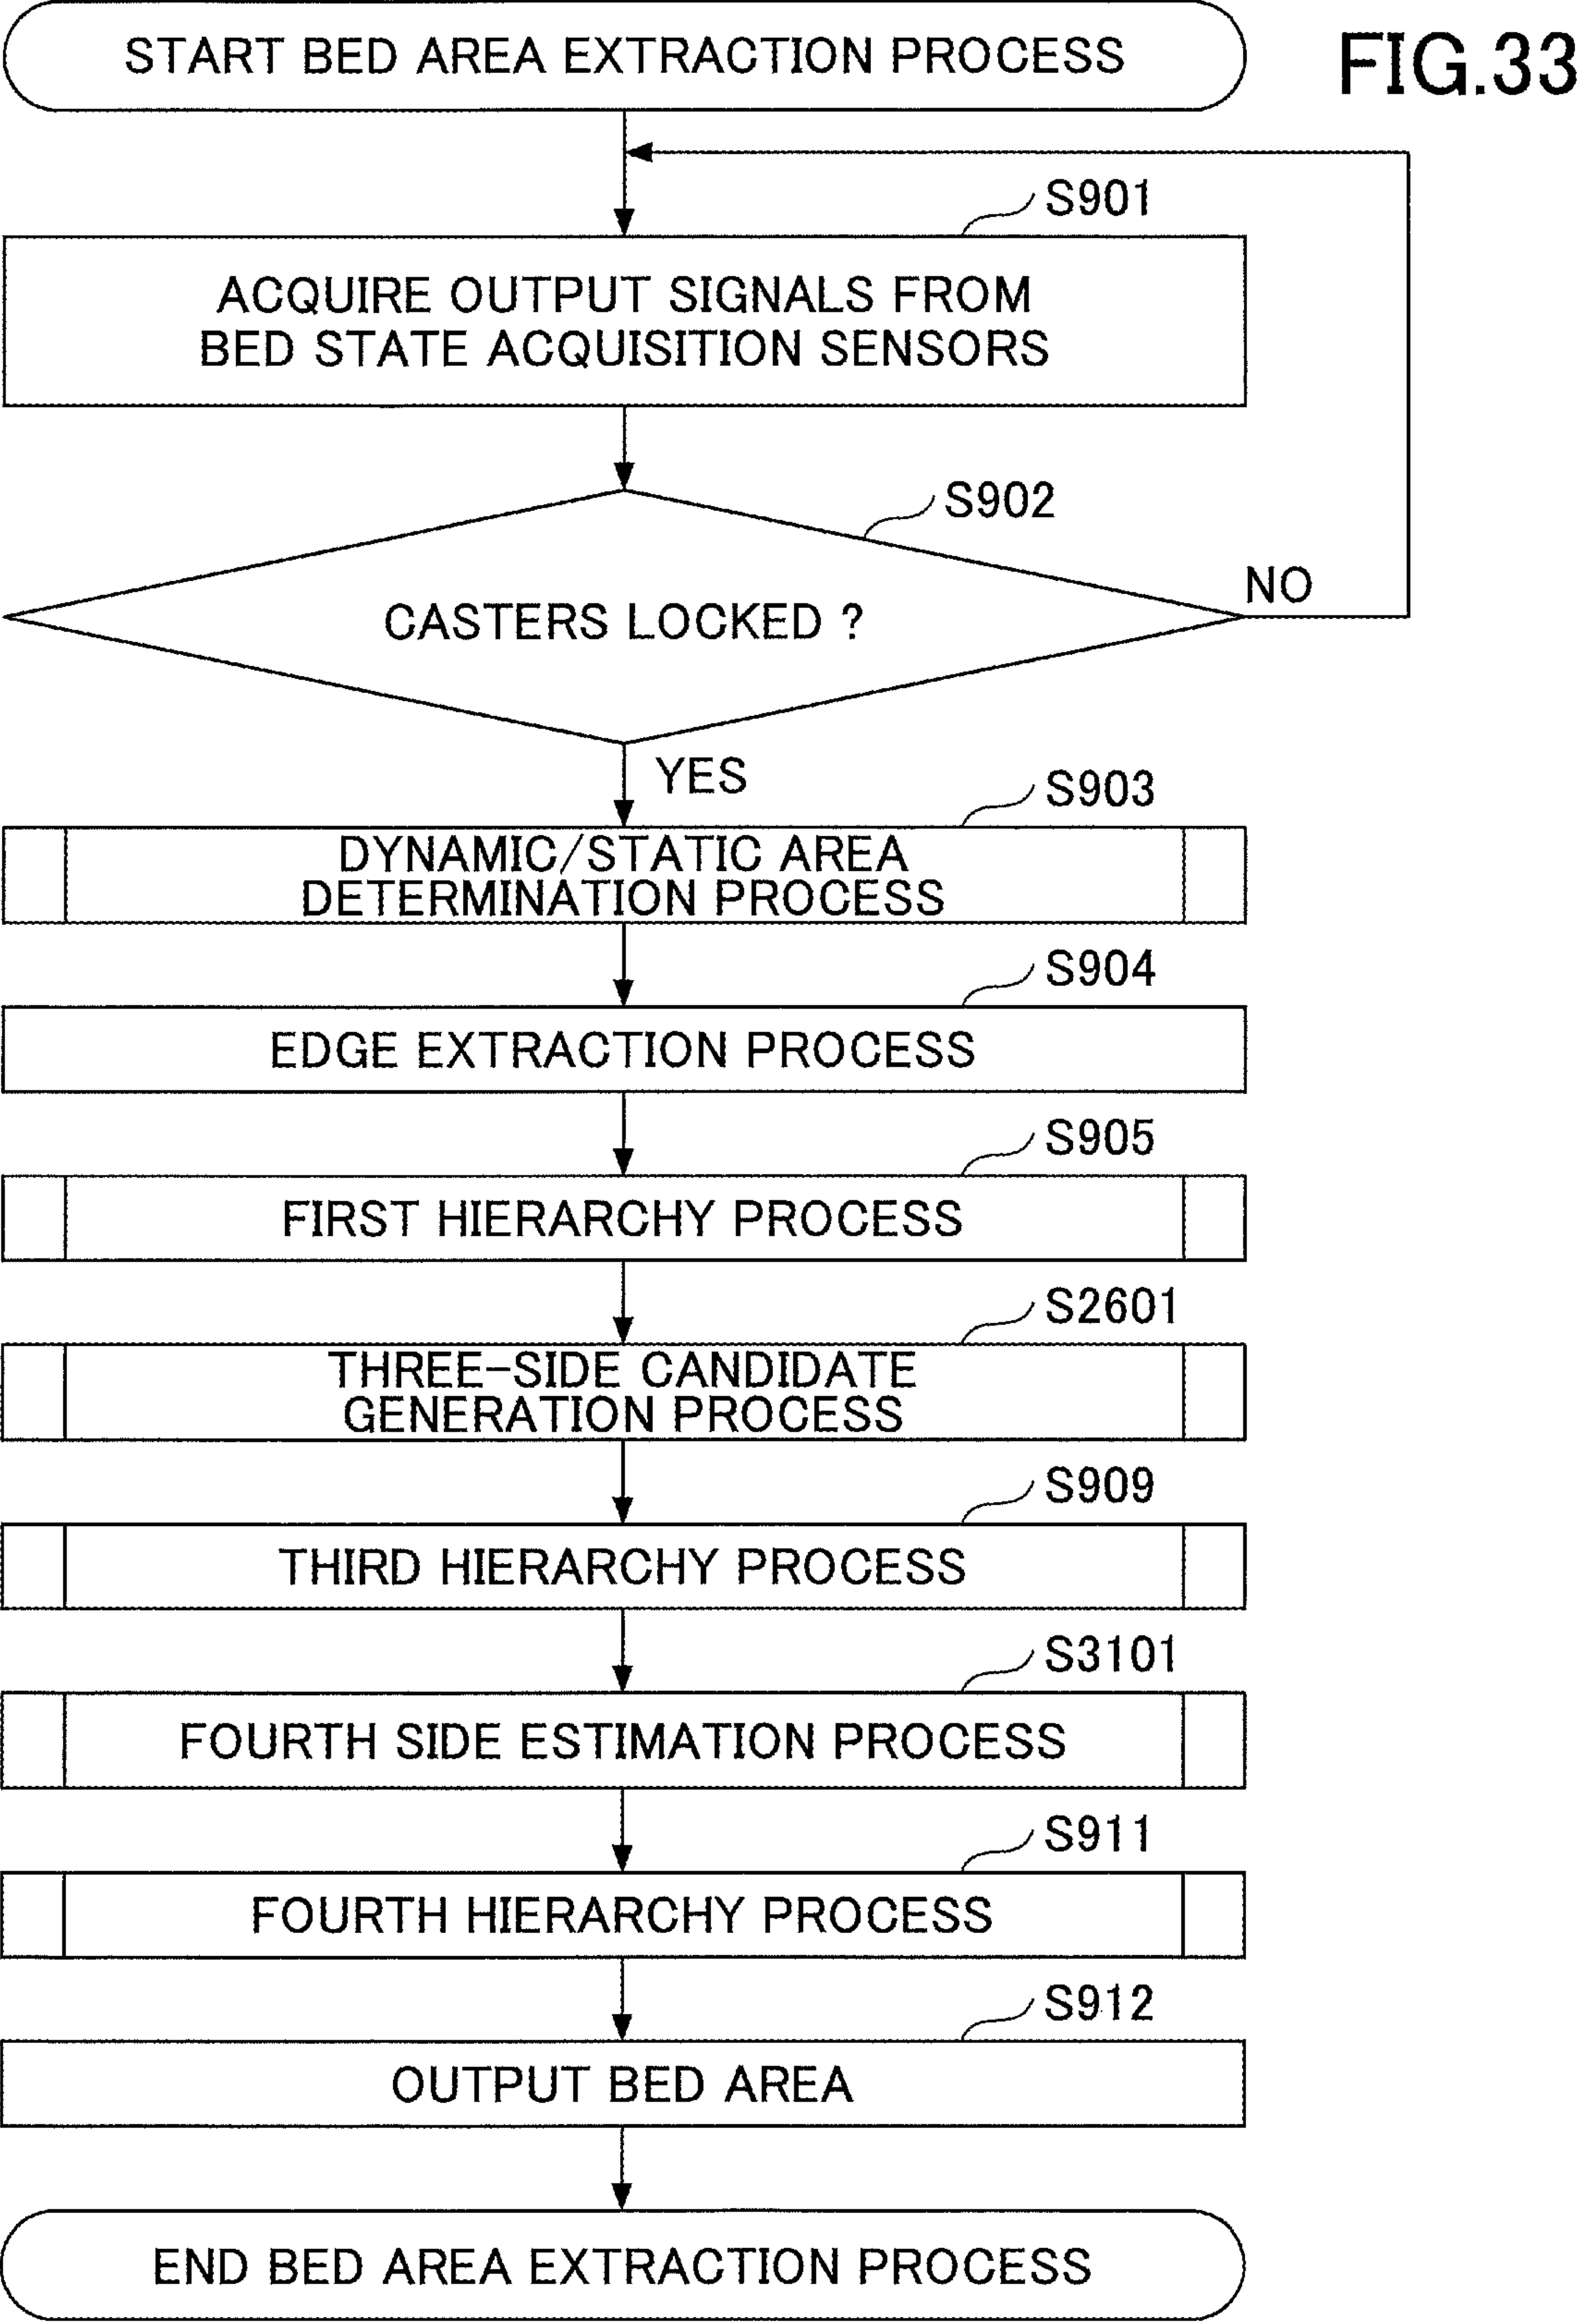 START BED AREA EXTRACTION PROCESS
FIG.33
S901
ACQUIRE OUTPUT SIGNALS FROM
BED STATE ACQUISITION SENSORS
S902
CASTERS LOCKED ?
NO
YES
S903
DYNAMIC/STATIC AREA
DETERMINATION PROCESS
S904
EDGE EXTRACTION PROCESS
S905
FIRST HIERARCHY PROCESS
S2601
THREE-SIDE CANDIDATE
GENERATION PROCESS
S909
THIRD HIERARCHY PROCESS
S3101
FOURTH SIDE ESTIMATION PROCESS
S911
FOURTH HIERARCHY PROCESS
S912
OUTPUT BED AREA
END BED AREA EXTRACTION PROCESS